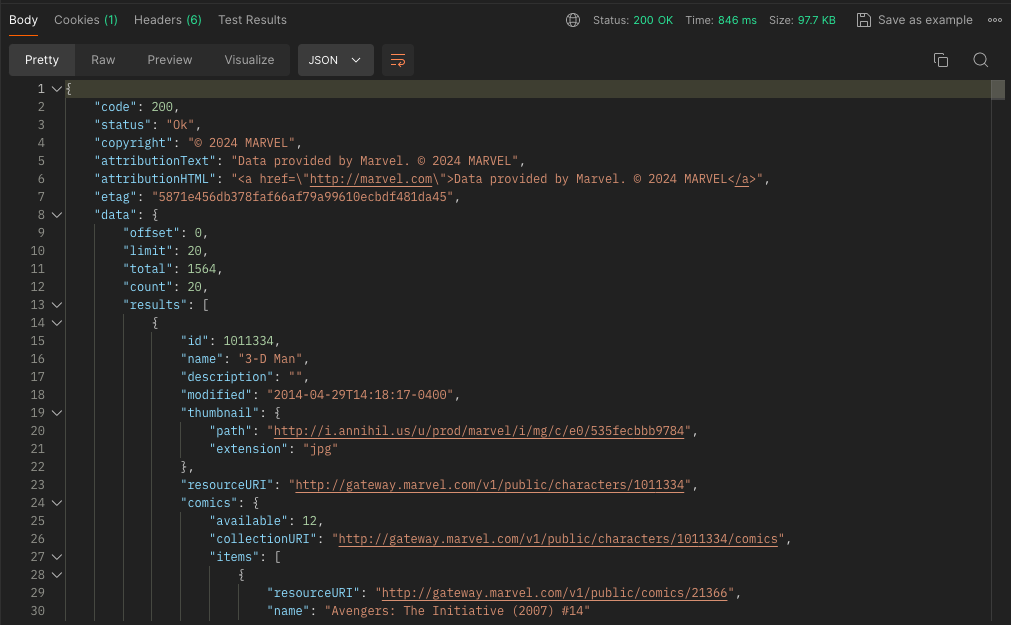 Body Cookies (1) Headers (6) Test Results Status: 200 OK Time: 846 ms Size: 97.7 KB Save as example
Pretty Raw Preview Visualize JSON
1 {
2 "code": 200,
3 "status": "Ok",
4 "copyright": "© 2024 MARVEL",
5 "attributionText": "Data provided by Marvel. © 2024 MARVEL",
6 "attributionHTML": "<a href=\"http://marvel.com\">Data provided by Marvel. © 2024 MARVEL</a>",
7 "etag": "5871e456db378faf66af79a99610ecbdf481da45",
8 "data": {
9 "offset": 0,
10 "limit": 20,
11 "total": 1564,
12 "count": 20,
13 "results": [
14 {
15 "id": 1011334,
16 "name": "3-D Man",
17 "description": "",
18 "modified": "2014-04-29T14:18:17-0400",
19 "thumbnail": {
20 "path": "http://i.annihil.us/u/prod/marvel/i/mg/c/e0/535fecbbb9784",
21 "extension": "jpg"
22 },
23 "resourceURI": "http://gateway.marvel.com/v1/public/characters/1011334",
24 "comics": {
25 "available": 12,
26 "collectionURI": "http://gateway.marvel.com/v1/public/characters/1011334/comics",
27 "items": [
28 {
29 "resourceURI": "http://gateway.marvel.com/v1/public/comics/21366",
30 "name": "Avengers: The Initiative (2007) #14"